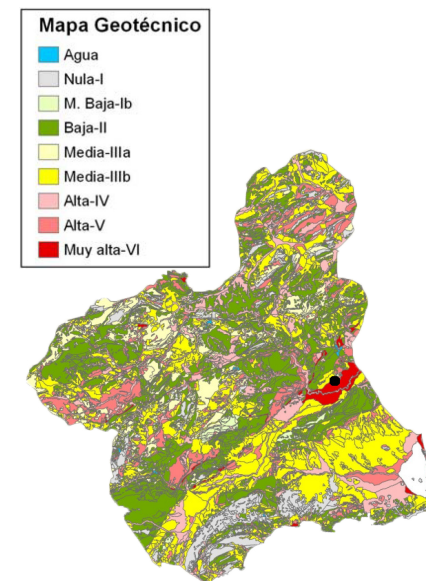 Mapa Geotécnico
Agua
Nula-I
M. Baja-Ib
Baja-II
Media-IIIa
Media-IIIb
Alta-IV
Alta-V
Muy alta-VI